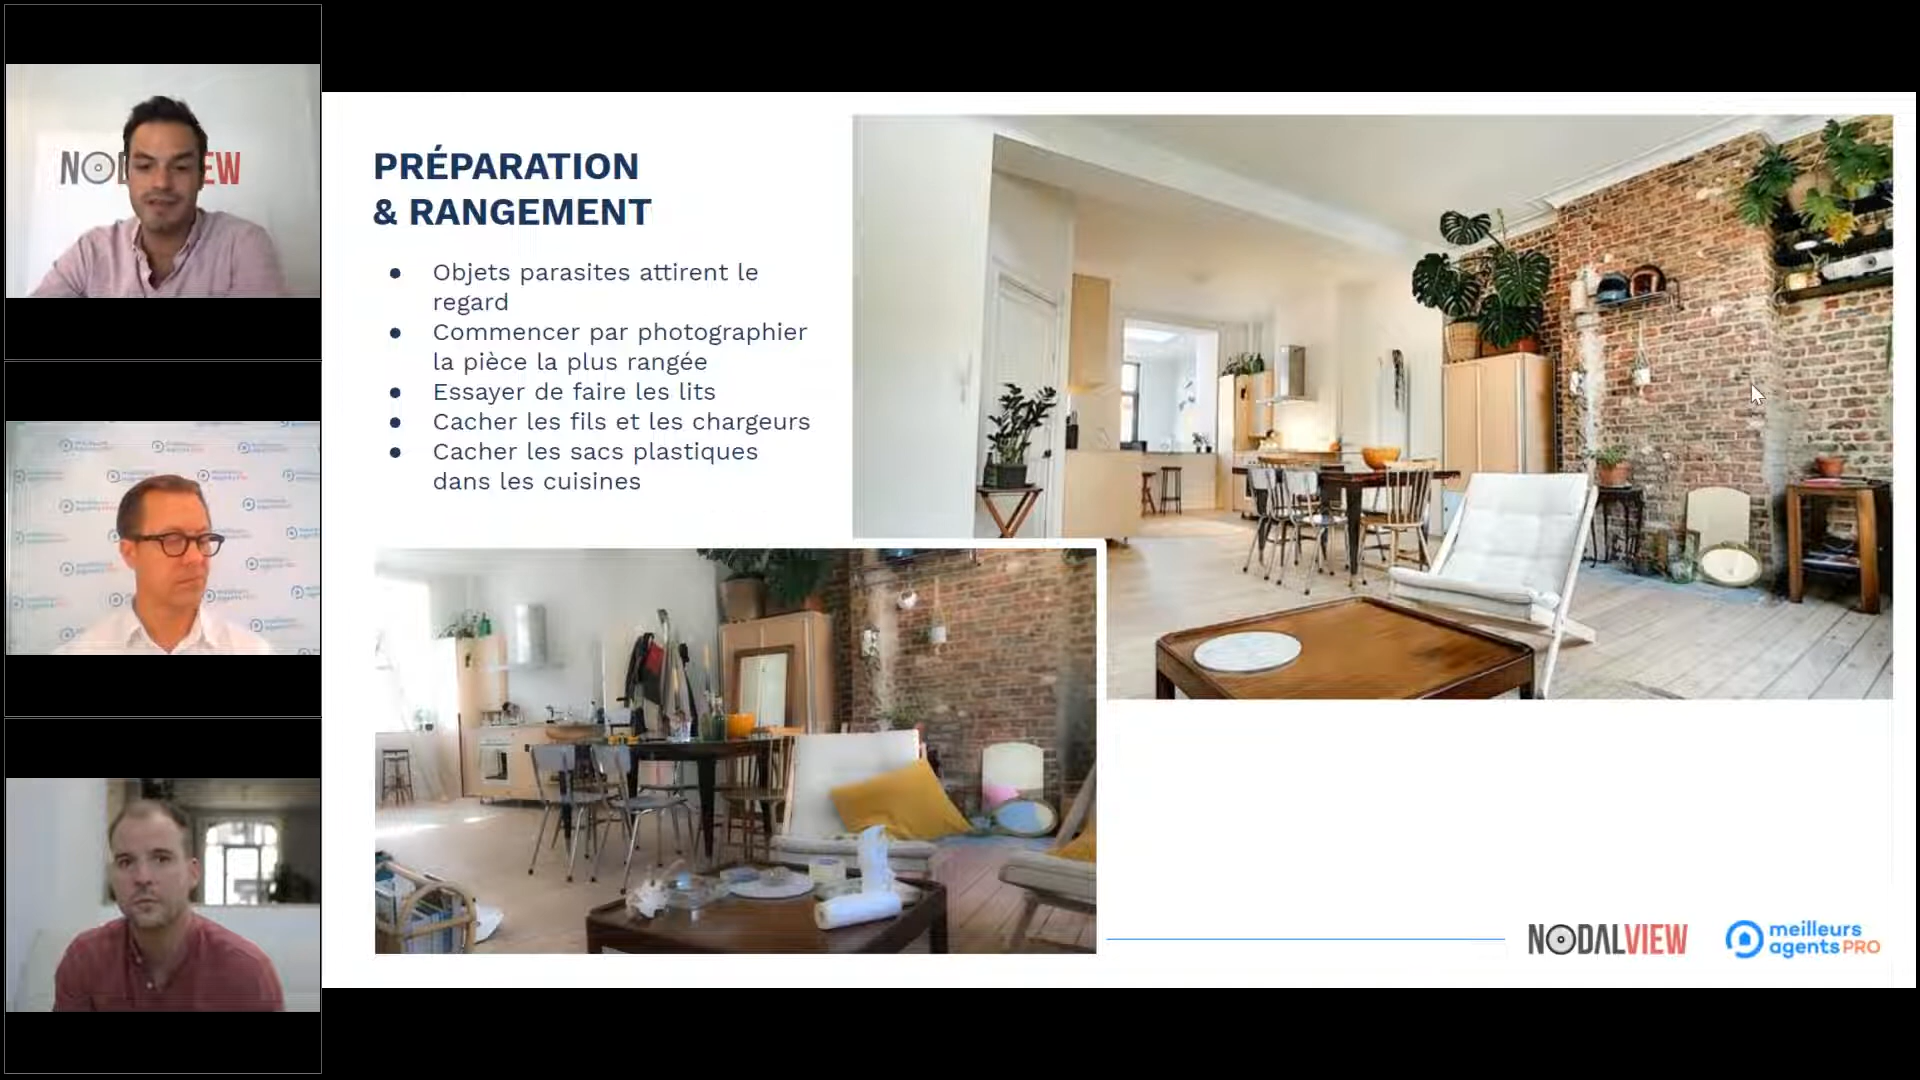 NODALVIEW
PRÉPARATION
& RANGEMENT
● Objets parasites attirent le
regard
● Commencer par photographier
la pièce la plus rangée
● Essayer de faire les lits
● Cacher les fils et les chargeurs
● Cacher les sacs plastiques
dans les cuisines
NODALVIEW
meilleurs
agents PRO